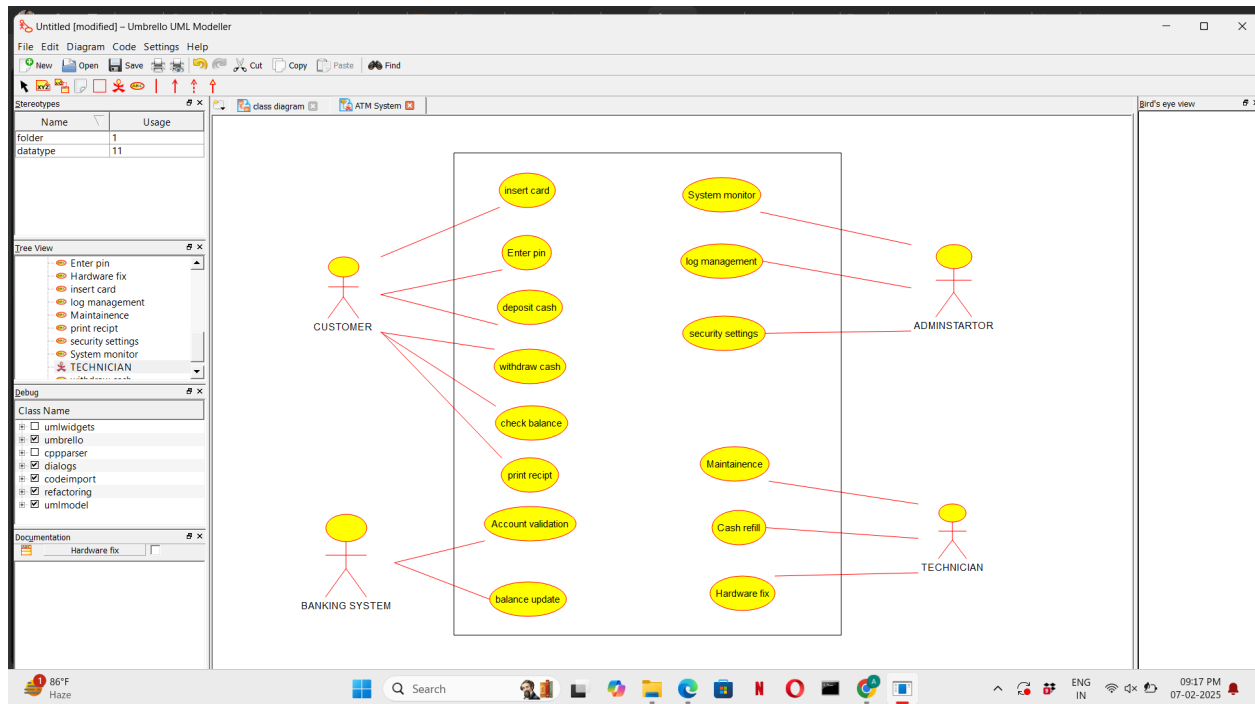 Untitled [modified] – Umbrello UML Modeller
File Edit Diagram Code Settings Help
New Open Save Cut Copy Paste Find
Stereotypes
Name Usage
folder 1
datatype 11
Tree View
Enter pin
Hardware fix
insert card
log management
Maintainence
print recipt
security settings
System monitor
TECHNICIAN
Debug
Class Name
umlwidgets
umbrello
cppparser
dialogs
codeimport
refactoring
umlmodel
Documentation
Hardware fix
class diagram ATM System
Bird's eye view
insert card
System monitor
Enter pin
log management
deposit cash
CUSTOMER
ADMINSTARTOR
security settings
withdraw cash
check balance
print recipt
Maintainence
Account validation
Cash refill
TECHNICIAN
BANKING SYSTEM
balance update
Hardware fix
1
86°F
Haze
Search
ENG
IN
09:17 PM
07-02-2025